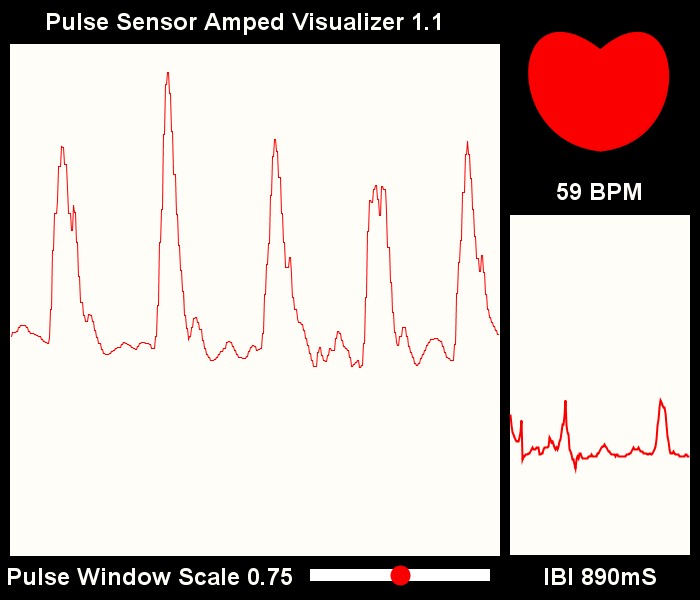 Pulse Sensor Amped Visualizer 1.1
59 BPM
Pulse Window Scale 0.75
IBI 890mS